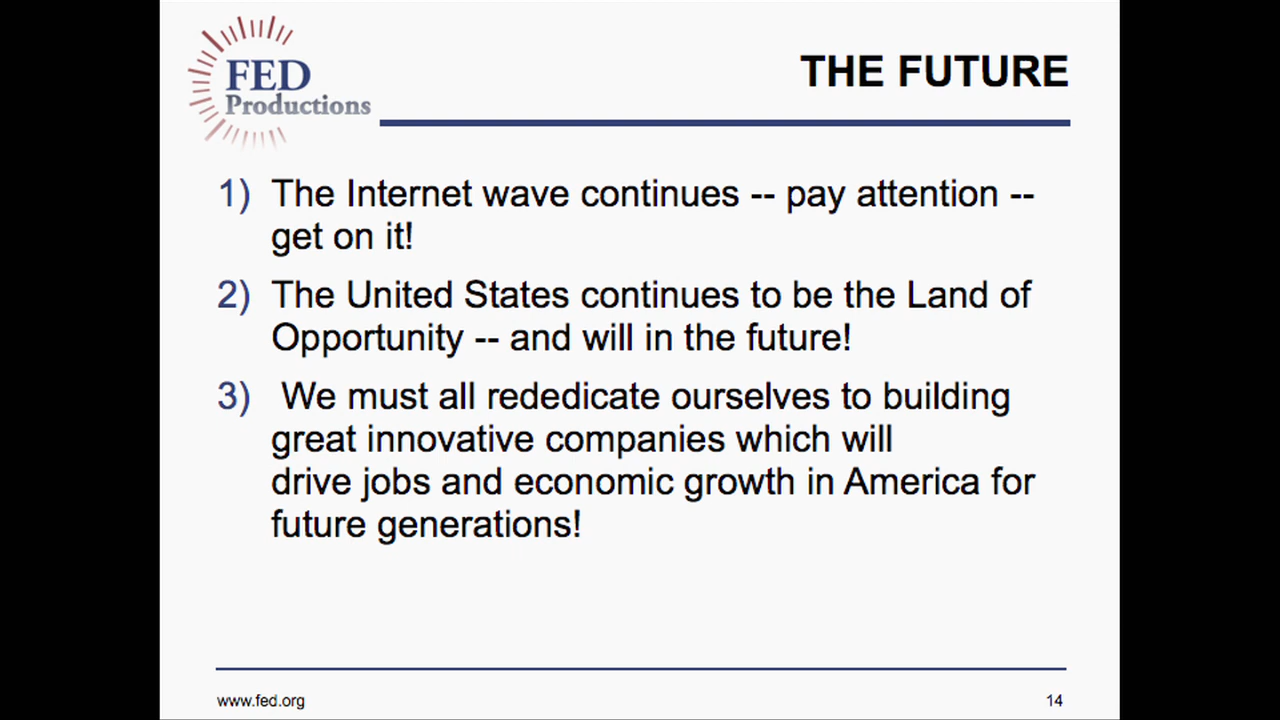 FED
Productions
THE FUTURE
1) The Internet wave continues -- pay attention --
get on it!
2) The United States continues to be the Land of
Opportunity -- and will in the future!
3) We must all rededicate ourselves to building
great innovative companies which will
drive jobs and economic growth in America for
future generations!
www.fed.org
14